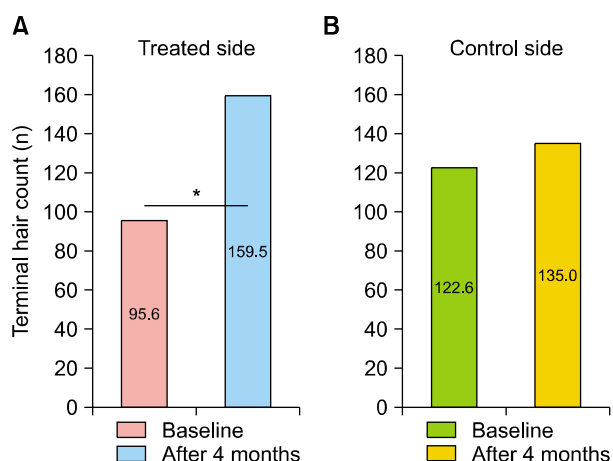 A
Treated side
Terminal hair count (n)
180
160
140
120
100
80
60
40
20
0
*
95.6
159.5
Baseline
After 4 months
B
Control side
180
160
140
120
100
80
60
40
20
0
122.6
135.0
Baseline
After 4 months